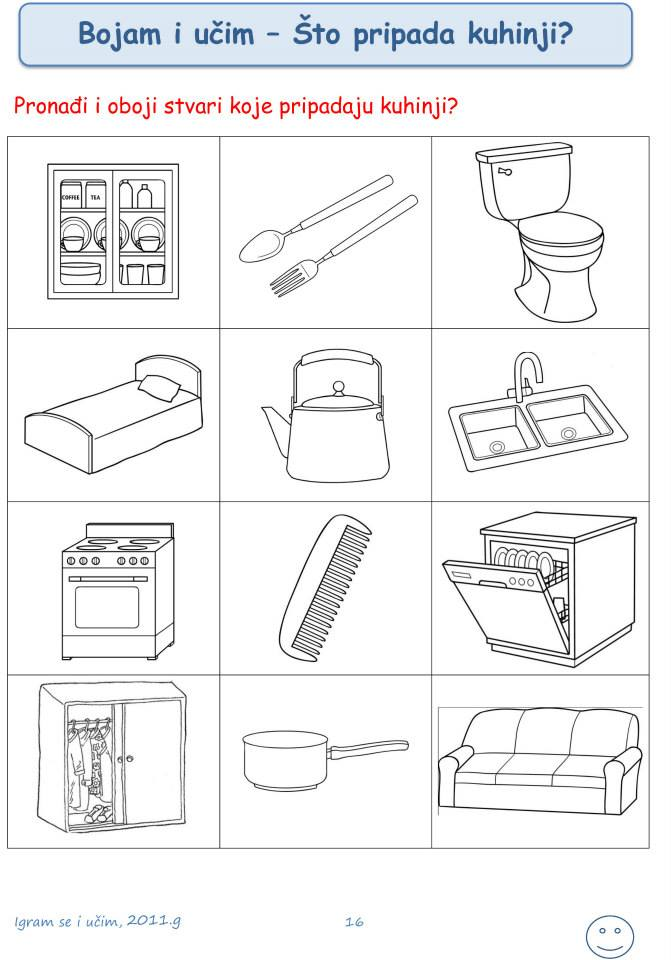 Bojam i učim – Što pripada kuhinji?
Pronađi i oboji stvari koje pripadaju kuhinji?
COFFEE TEA
Igram se i učim, 2011.g 16